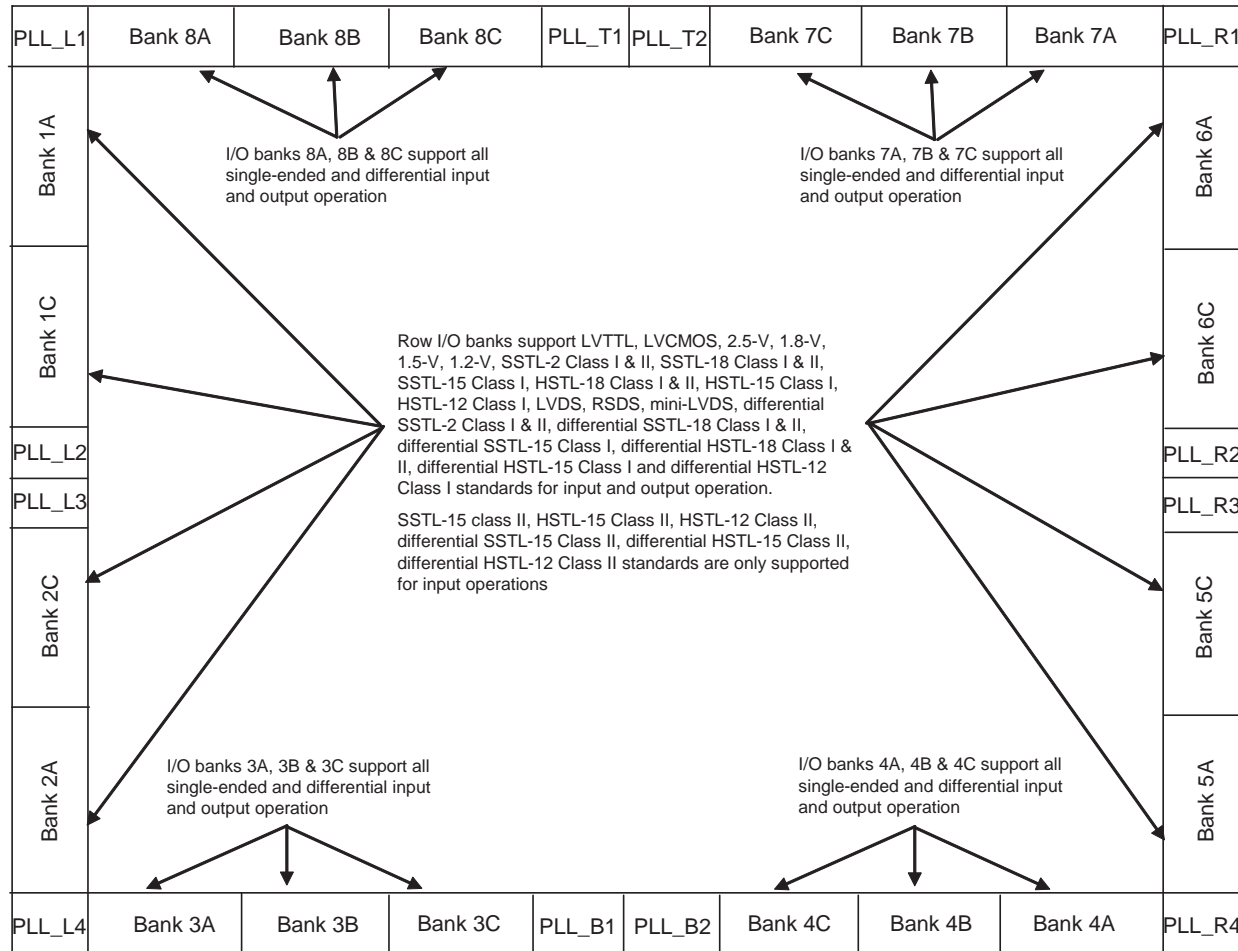 PLL_L1 Bank 8A Bank 8B Bank 8C PLL_T1 PLL_T2 Bank 7C Bank 7B Bank 7A PLL_R1
Bank 1A
I/O banks 8A, 8B & 8C support all
single-ended and differential input
and output operation
I/O banks 7A, 7B & 7C support all
single-ended and differential input
and output operation
Bank 6A
Bank 1C
Bank 6C
Row I/O banks support LVTTL, LVCMOS, 2.5-V, 1.8-V,
1.5-V, 1.2-V, SSTL-2 Class I & II, SSTL-18 Class I & II,
SSTL-15 Class I, HSTL-18 Class I & II, HSTL-15 Class I,
HSTL-12 Class I, LVDS, RSDS, mini-LVDS, differential
SSTL-2 Class I & II, differential SSTL-18 Class I & II,
differential SSTL-15 Class I, differential HSTL-18 Class I &
II, differential HSTL-15 Class I and differential HSTL-12
Class I standards for input and output operation.
SSTL-15 class II, HSTL-15 Class II, HSTL-12 Class II,
differential SSTL-15 Class II, differential HSTL-15 Class II,
differential HSTL-12 Class II standards are only supported
for input operations
PLL_L2
PLL_R2
PLL_L3
PLL_R3
Bank 2C
Bank 5C
Bank 2A
I/O banks 3A, 3B & 3C support all
single-ended and differential input
and output operation
I/O banks 4A, 4B & 4C support all
single-ended and differential input
and output operation
Bank 5A
PLL_L4 Bank 3A Bank 3B Bank 3C PLL_B1 PLL_B2 Bank 4C Bank 4B Bank 4A PLL_R4